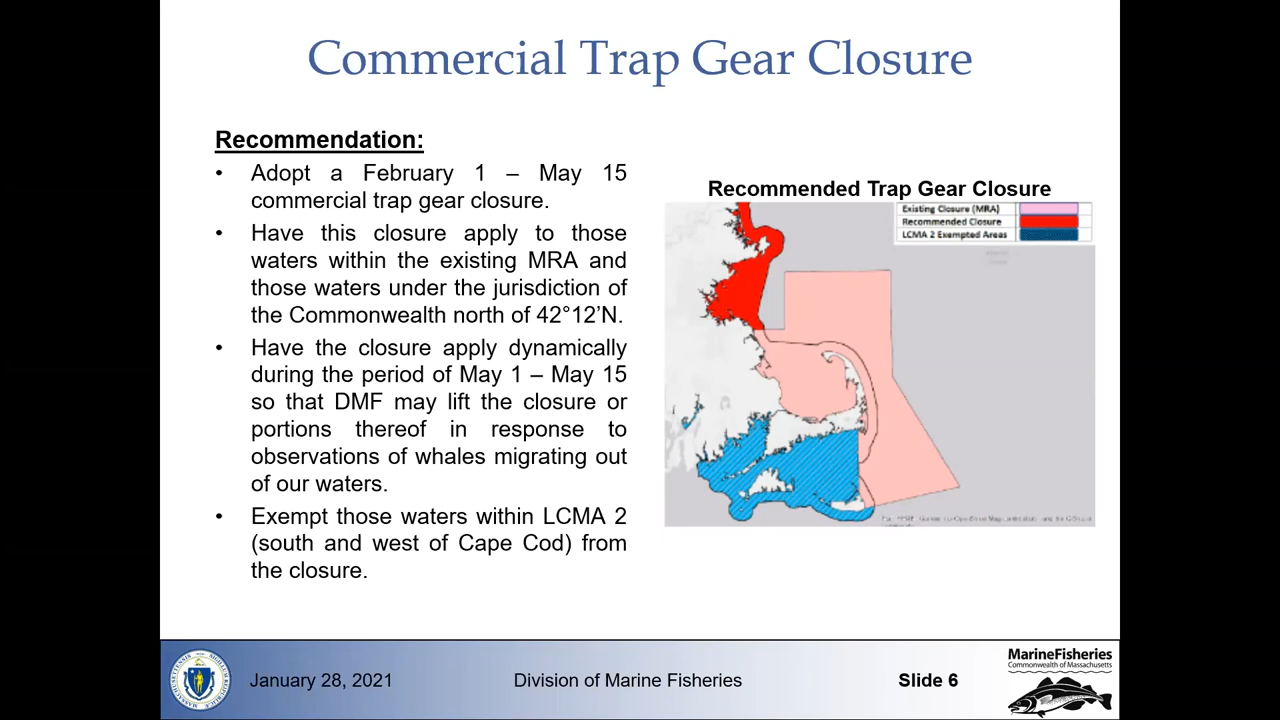 Commercial Trap Gear Closure
Recommendation:
• Adopt a February 1 – May 15
commercial trap gear closure.
• Have this closure apply to those
waters within the existing MRA and
those waters under the jurisdiction of
the Commonwealth north of 42°12’N.
• Have the closure apply dynamically
during the period of May 1 – May 15
so that DMF may lift the closure or
portions thereof in response to
observations of whales migrating out
of our waters.
• Exempt those waters within LCMA 2
(south and west of Cape Cod) from
the closure.
Recommended Trap Gear Closure
Existing Closure (MRA)
Recommended Closure
LCMA 2 Exempted Areas
January 28, 2021
Division of Marine Fisheries
Slide 6
MarineFisheries
Commonwealth of Massachusetts